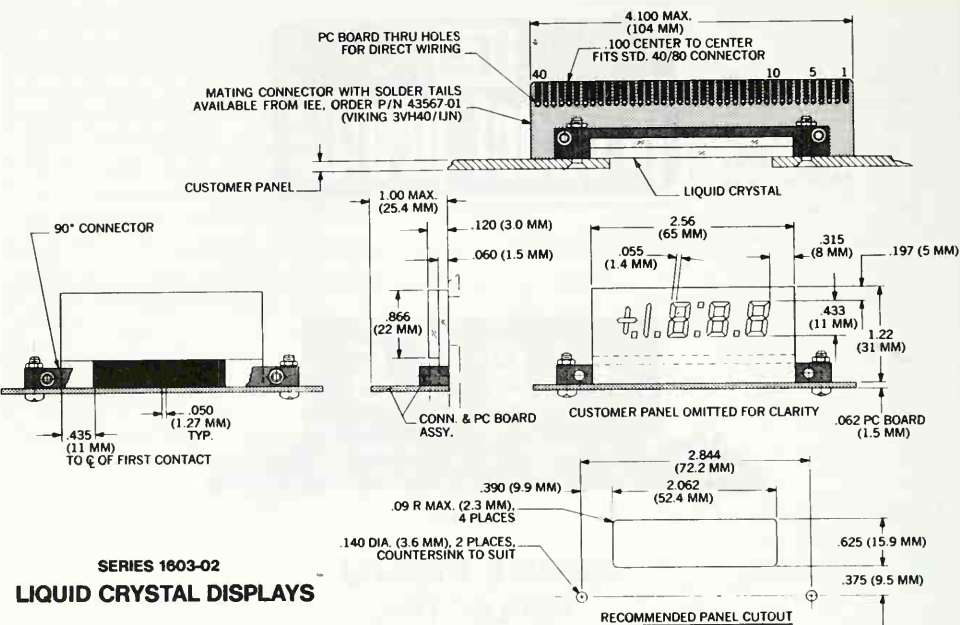 4.100 MAX.
(104 MM)
PC BOARD THRU HOLES
FOR DIRECT WIRING
.100 CENTER TO CENTER
FITS STD. 40/80 CONNECTOR
40
10
5
1
MATING CONNECTOR WITH SOLDER TAILS
AVAILABLE FROM IEE, ORDER P/N 43567-01
(VIKING 3VH40/IJN)
CUSTOMER PANEL
LIQUID CRYSTAL
1.00 MAX.
(25.4 MM)
90° CONNECTOR
.120 (3.0 MM)
.060 (1.5 MM)
.866
(22 MM)
2.56
(65 MM)
.055
(1.4 MM)
.315
(8 MM)
.197 (5 MM)
+1.8:8.8
.433
(11 MM)
1.22
(31 MM)
CONN. & PC BOARD
ASSY.
CUSTOMER PANEL OMITTED FOR CLARITY
.062 PC BOARD
(1.5 MM)
.050
(1.27 MM)
TYP.
.435
(11 MM)
TO ℄ OF FIRST CONTACT
2.844
(72.2 MM)
.390 (9.9 MM)
2.062
(52.4 MM)
.09 R MAX. (2.3 MM),
4 PLACES
.140 DIA. (3.6 MM), 2 PLACES,
COUNTERSINK TO SUIT
.625 (15.9 MM)
.375 (9.5 MM)
RECOMMENDED PANEL CUTOUT
SERIES 1603-02
LIQUID CRYSTAL DISPLAYS